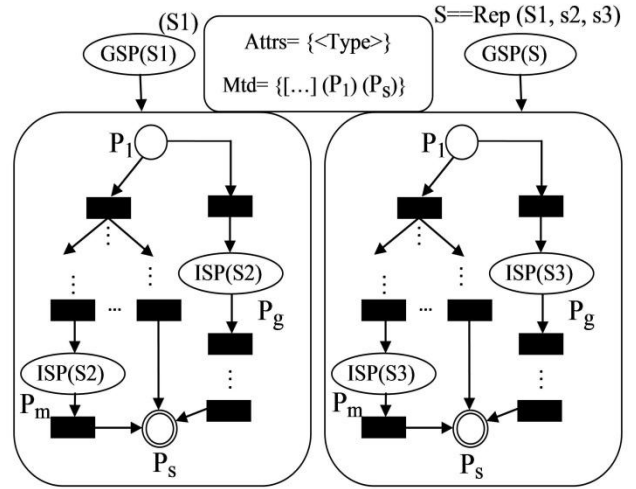 (S1)
GSP(S1)
Attrs= {<Type>}
Mtd= {[…] (P1) (Ps)}
S==Rep (S1, s2, s3)
GSP(S)
P1
ISP(S2)
Pg
...
ISP(S2)
Pm
Ps
P1
ISP(S3)
Pg
...
ISP(S3)
Pm
Ps